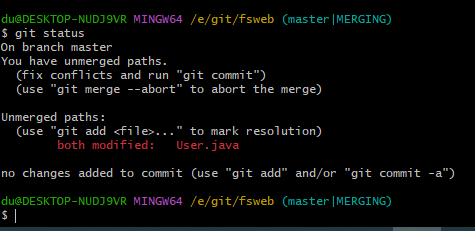 du@DESKTOP-NUDJ9VR MINGW64 /e/git/fsweb (master|MERGING)
$ git status
On branch master
You have unmerged paths.
  (fix conflicts and run "git commit")
  (use "git merge --abort" to abort the merge)

Unmerged paths:
  (use "git add <file>..." to mark resolution)
        both modified:   User.java

no changes added to commit (use "git add" and/or "git commit -a")

du@DESKTOP-NUDJ9VR MINGW64 /e/git/fsweb (master|MERGING)
$